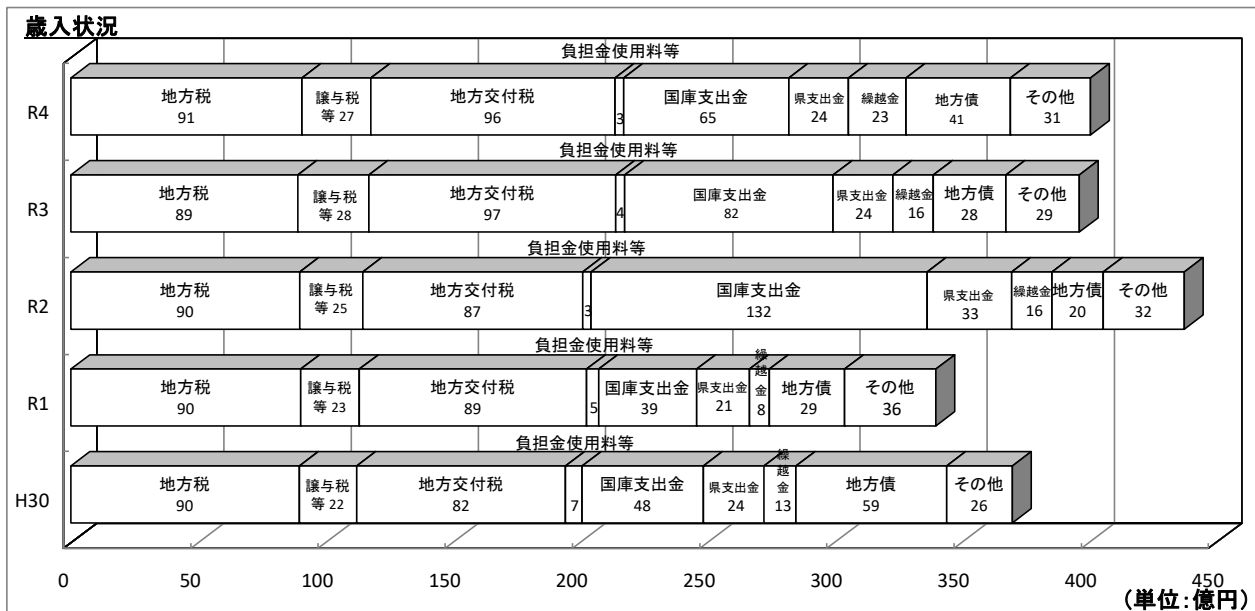 歳入状況
負担金使用料等
R4
地方税 91
譲与税等 27
地方交付税 96
3
国庫支出金 65
県支出金 24
繰越金 23
地方債 41
その他 31
負担金使用料等
R3
地方税 89
譲与税等 28
地方交付税 97
4
国庫支出金 82
県支出金 24
繰越金 16
地方債 28
その他 29
負担金使用料等
R2
地方税 90
譲与税等 25
地方交付税 87
3
国庫支出金 132
県支出金 33
繰越金 16
地方債 20
その他 32
負担金使用料等
R1
地方税 90
譲与税等 23
地方交付税 89
5
国庫支出金 39
県支出金 21
繰越金 8
地方債 29
その他 36
負担金使用料等
H30
地方税 90
譲与税等 22
地方交付税 82
7
国庫支出金 48
県支出金 24
繰越金 13
地方債 59
その他 26
0 50 100 150 200 250 300 350 400 450
(単位:億円)